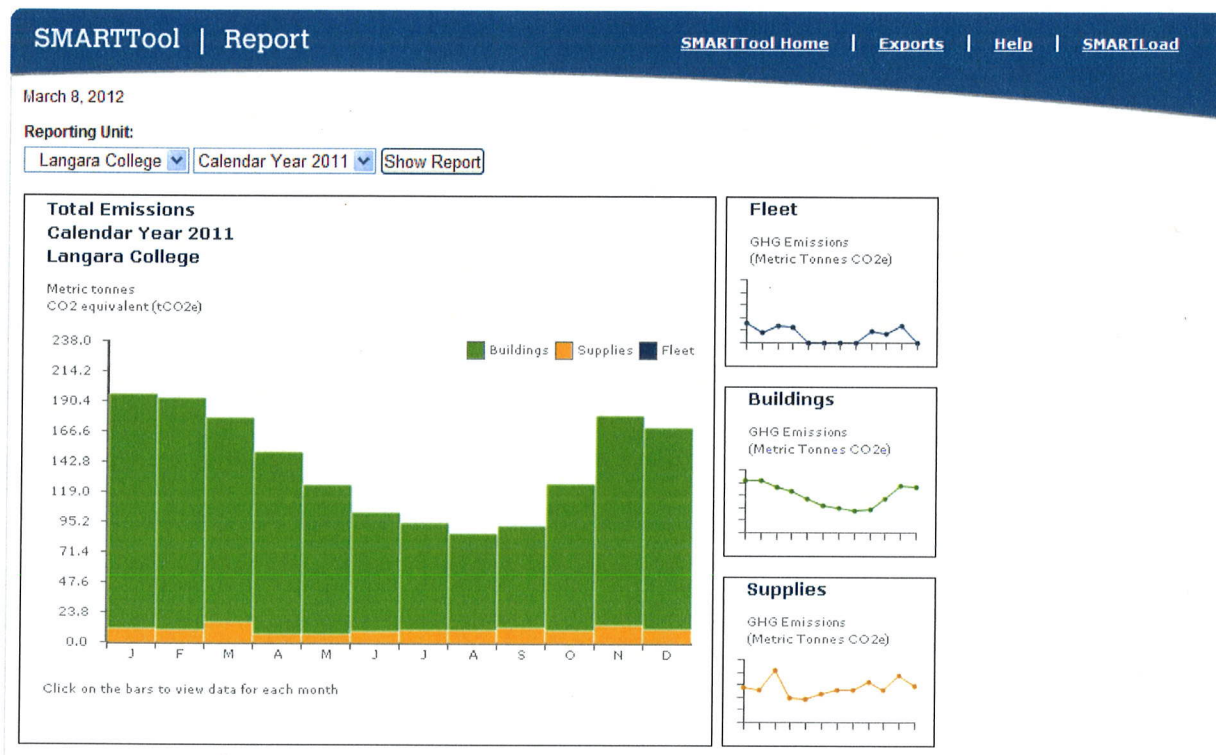 SMARTTool | Report
SMARTTool Home | Exports | Help | SMARTLoad
March 8, 2012
Reporting Unit:
Langara College Calendar Year 2011 Show Report
Total Emissions
Calendar Year 2011
Langara College
Metric tonnes
CO2 equivalent (tCO2e)
238.0
214.2
190.4
166.6
142.8
119.0
95.2
71.4
47.6
23.8
0.0
Buildings Supplies Fleet
J F M A M J J A S O N D
Click on the bars to view data for each month
Fleet
GHG Emissions
(Metric Tonnes CO2e)
Buildings
GHG Emissions
(Metric Tonnes CO2e)
Supplies
GHG Emissions
(Metric Tonnes CO2e)